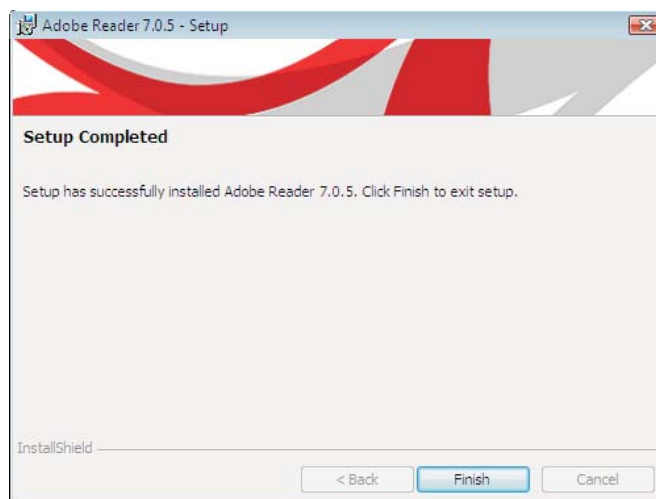 Adobe Reader 7.0.5 - Setup
Setup Completed
Setup has successfully installed Adobe Reader 7.0.5. Click Finish to exit setup.
InstallShield
< Back
Finish
Cancel